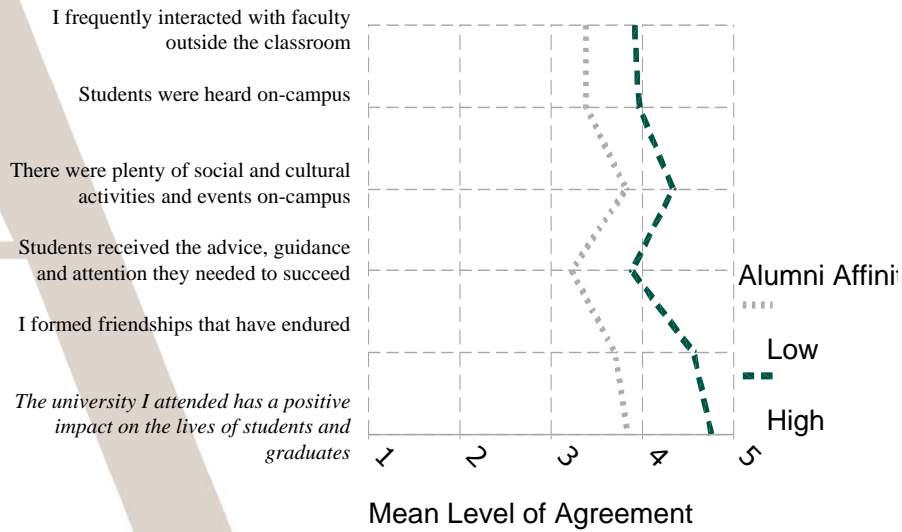 I frequently interacted with faculty
outside the classroom
Students were heard on-campus
There were plenty of social and cultural
activities and events on-campus
Students received the advice, guidance
and attention they needed to succeed
I formed friendships that have endured
The university I attended has a positive
impact on the lives of students and
graduates
1 2 3 4 5
Mean Level of Agreement
Alumni Affinit
Low
High